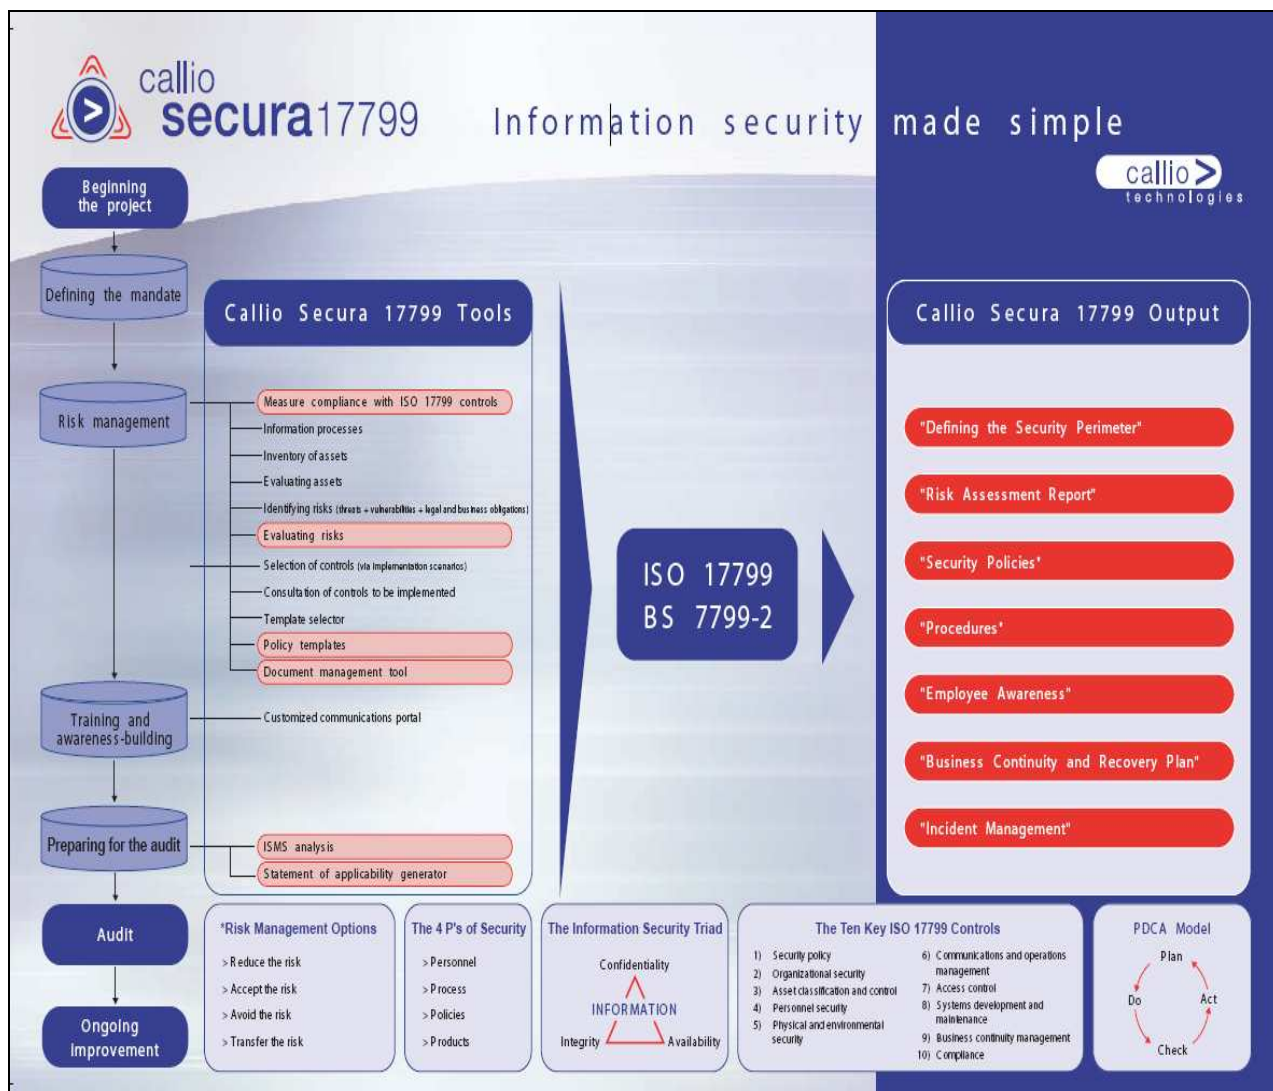 callio
secura17799
Information security made simple
callio >
technologies
Beginning
the project
Defining the mandate
Risk management
Training and
awareness-building
Preparing for the audit
Audit
Ongoing
improvement
Callio Secura 17799 Tools
Measure compliance with ISO 17799 controls
Information processes
Inventory of assets
Evaluating assets
Identifying risks (threats + vulnerabilities + legal and business obligations)
Evaluating risks
Selection of controls (via implementation scenarios)
Consultation of controls to be implemented
Template selector
Policy templates
Document management tool
Customized communications portal
ISMS analysis
Statement of applicability generator
ISO 17799
BS 7799-2
Callio Secura 17799 Output
"Defining the Security Perimeter"
"Risk Assessment Report"
"Security Policies"
"Procedures"
"Employee Awareness"
"Business Continuity and Recovery Plan"
"Incident Management"
*Risk Management Options
> Reduce the risk
> Accept the risk
> Avoid the risk
> Transfer the risk
The 4 P's of Security
> Personnel
> Process
> Policies
> Products
The Information Security Triad
Confidentiality
INFORMATION
Integrity
Availability
The Ten Key ISO 17799 Controls
1) Security policy
2) Organizational security
3) Asset classification and control
4) Personnel security
5) Physical and environmental
security
6) Communications and operations
management
7) Access control
8) Systems development and
maintenance
9) Business continuity management
10) Compliance
PDCA Model
Plan
Do
Act
Check